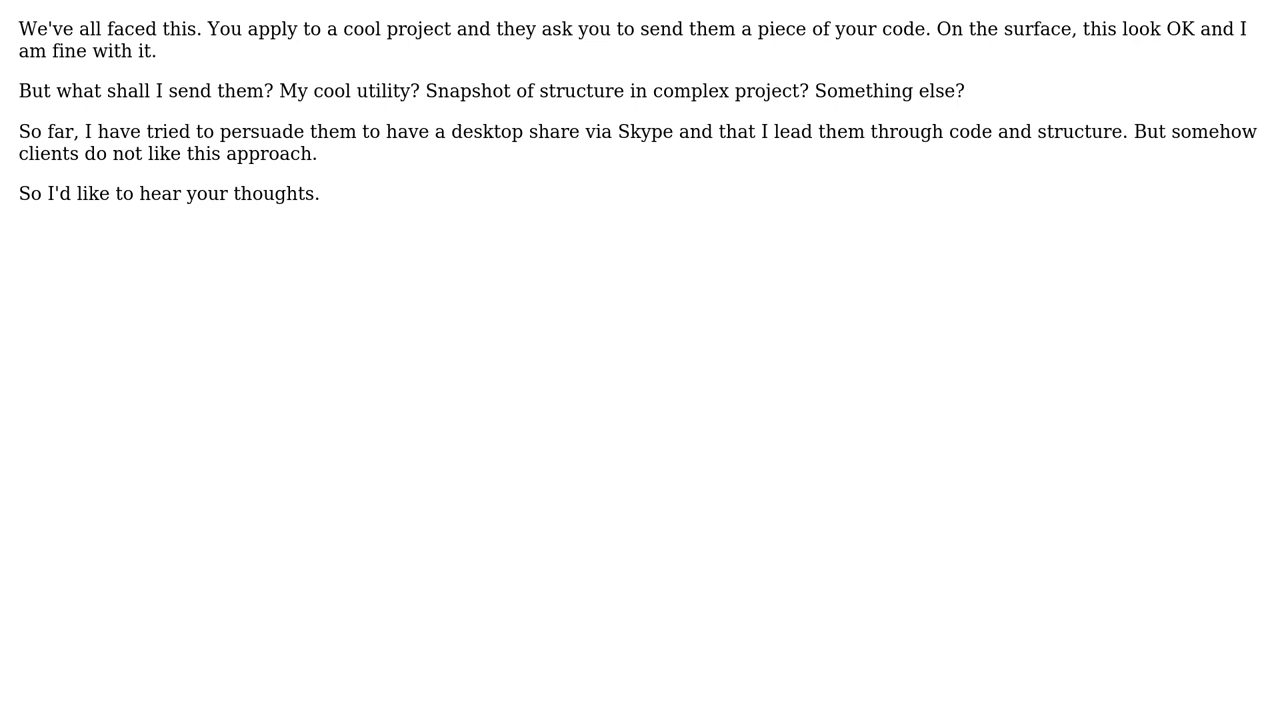 We've all faced this. You apply to a cool project and they ask you to send them a piece of your code. On the surface, this look OK and I
am fine with it.
But what shall I send them? My cool utility? Snapshot of structure in complex project? Something else?
So far, I have tried to persuade them to have a desktop share via Skype and that I lead them through code and structure. But somehow
clients do not like this approach.
So I'd like to hear your thoughts.